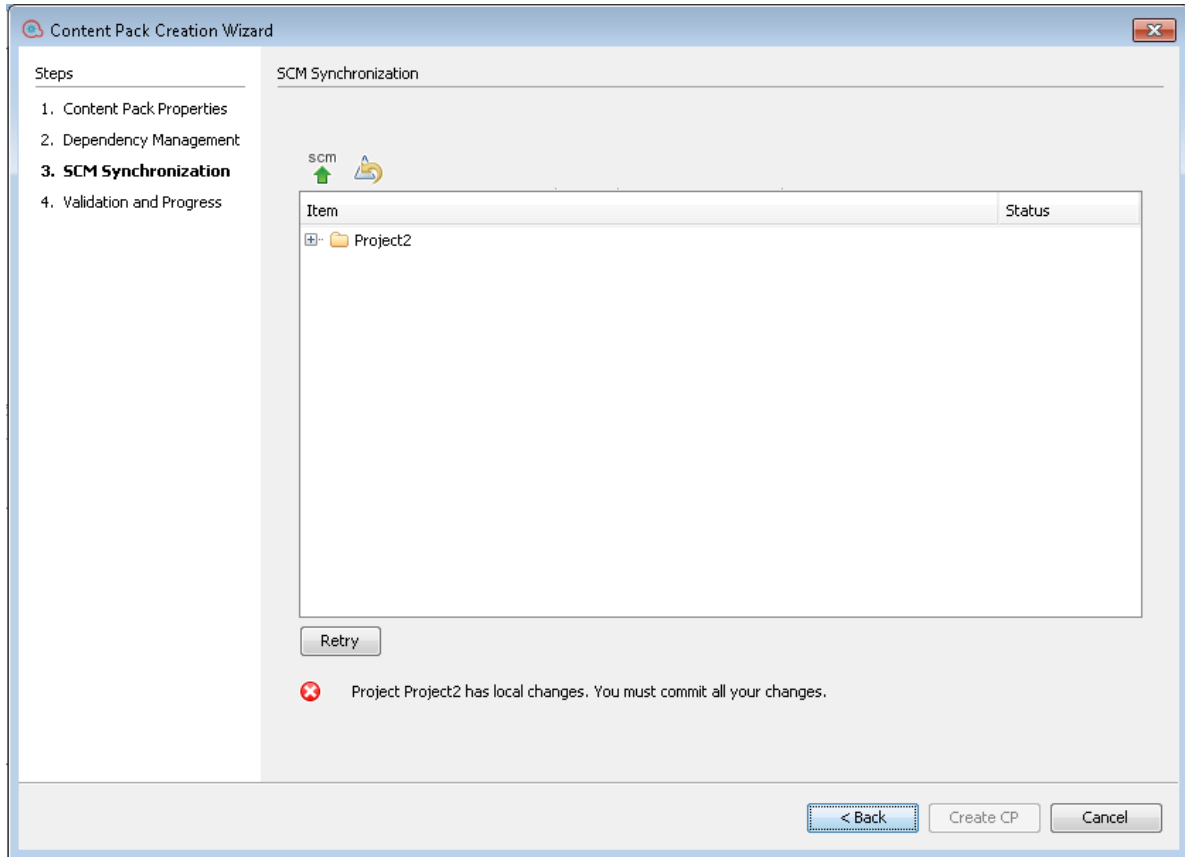 Content Pack Creation Wizard
Steps
1. Content Pack Properties
2. Dependency Management
3. SCM Synchronization
4. Validation and Progress
SCM Synchronization
scm
Item Status
Project2
Retry
Project Project2 has local changes. You must commit all your changes.
< Back Create CP Cancel